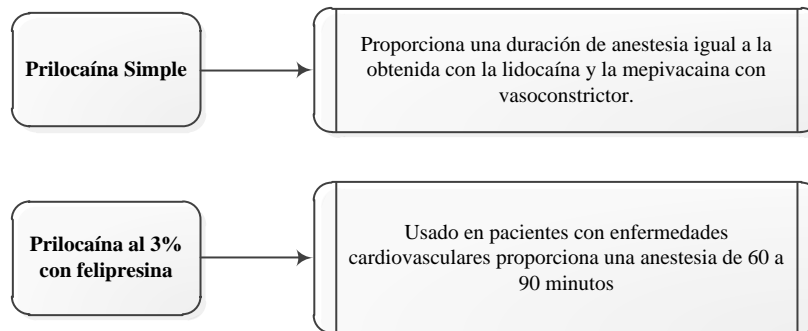 Prilocaína Simple
Proporciona una duración de anestesia igual a la
obtenida con la lidocaína y la mepivacaina con
vasoconstrictor.
Prilocaína al 3%
con felipresina
Usado en pacientes con enfermedades
cardiovasculares proporciona una anestesia de 60 a
90 minutos